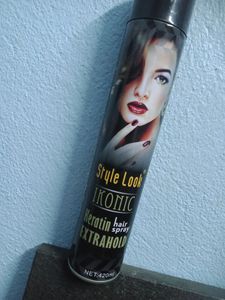 Style Look
IKONIC
Keratin hair spray
EXTRAHOLD
NET:420ml